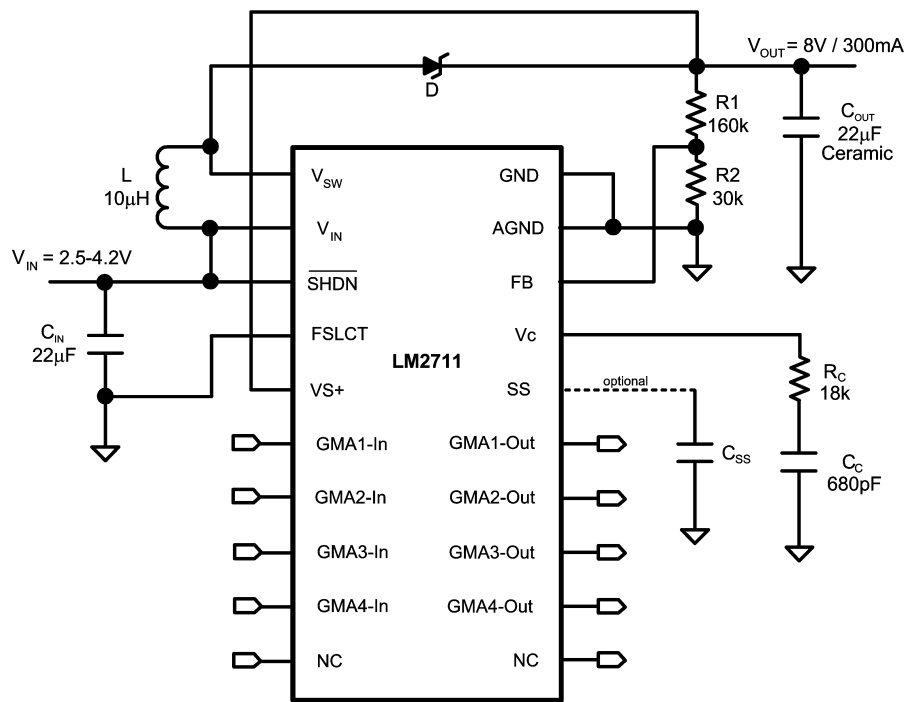 V_OUT = 8V / 300mA
D
R1
160k
C_OUT
22μF
Ceramic
L
10μH
V_SW
GND
R2
30k
V_IN
AGND
V_IN = 2.5-4.2V
SHDN
FB
C_IN
22μF
FSLCT
Vc
LM2711
R_C
18k
VS+
SS
optional
GMA1-In
GMA1-Out
C_SS
C_C
680pF
GMA2-In
GMA2-Out
GMA3-In
GMA3-Out
GMA4-In
GMA4-Out
NC
NC